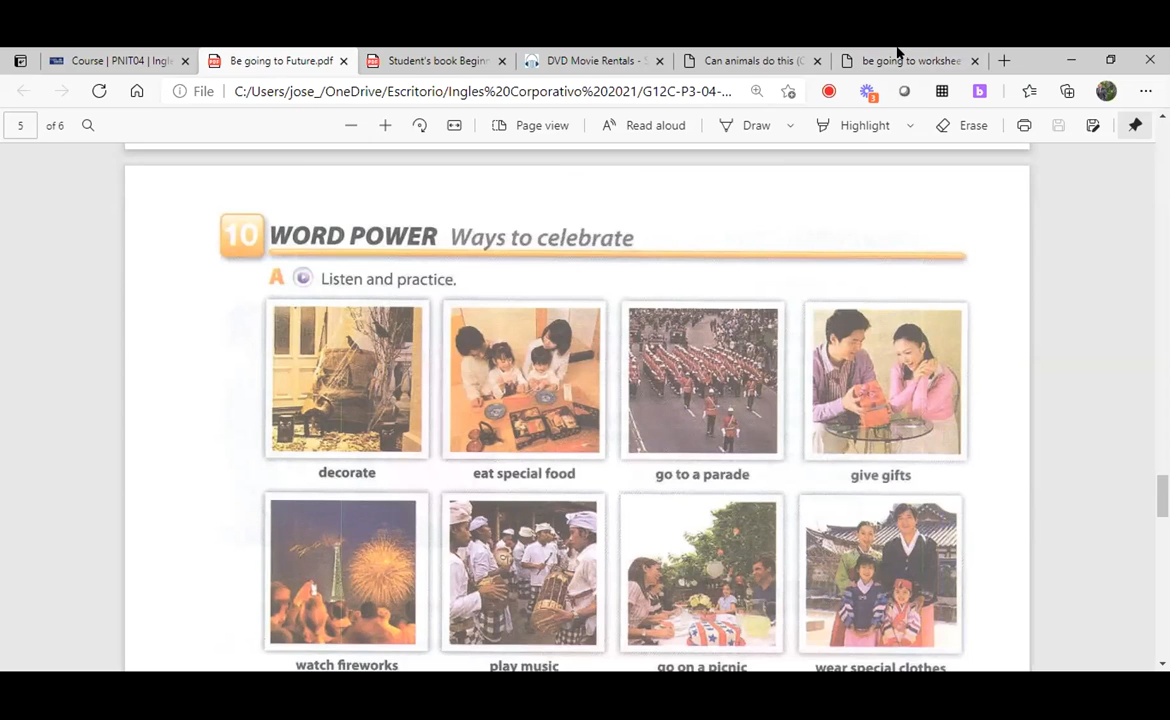 Course | PNIT04 | Ingl
Be going to Future.pdf
Student's book Beginn
DVD Movie Rentals - S
Can animals do this (C
be going to workshee
File
C:/Users/jose_/OneDrive/Escritorio/Ingles%20Corporativo%202021/G12C-P3-04-...
3
5 of 6
Page view
Read aloud
Draw
Highlight
Erase
10 WORD POWER Ways to celebrate
A Listen and practice.
decorate
eat special food
go to a parade
give gifts
watch fireworks
play music
go on a picnic
wear special clothes